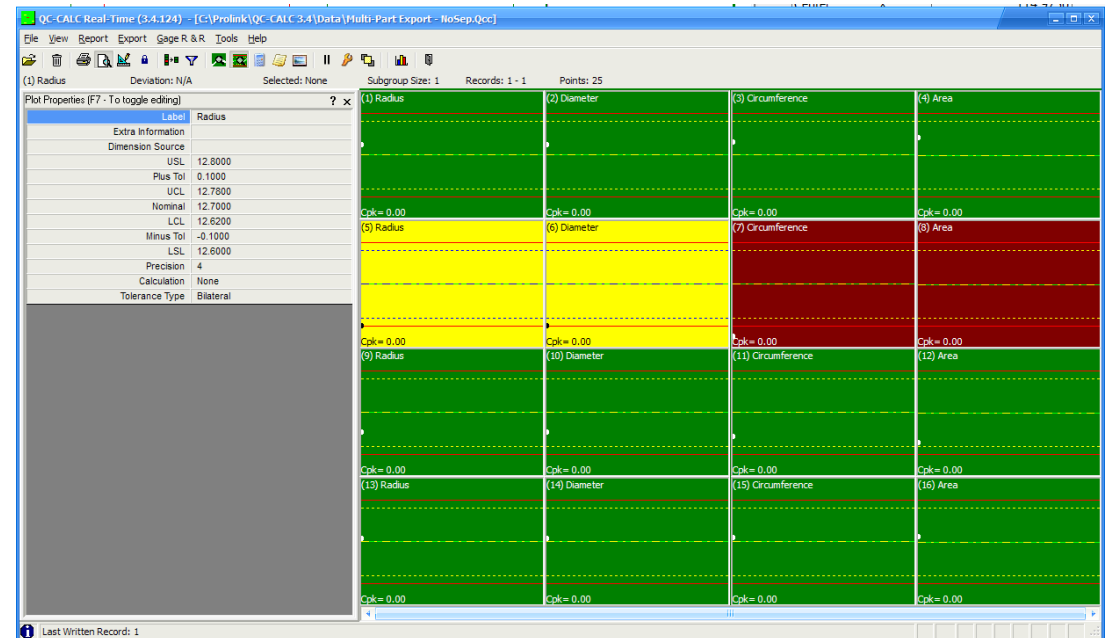 QC-CALC Real-Time (3.4.124) - [C:\Prolink\QC-CALC 3.4\Data\Multi-Part Export - NoSep.Qcc]
File View Report Export Gage R & R Tools Help
(1) Radius Deviation: N/A Selected: None Subgroup Size: 1 Records: 1 - 1 Points: 25
Plot Properties (F7 - To toggle editing) ? x
Label Radius
Extra Information
Dimension Source
USL 12.8000
Plus Tol 0.1000
UCL 12.7800
Nominal 12.7000
LCL 12.6200
Minus Tol -0.1000
LSL 12.6000
Precision 4
Calculation None
Tolerance Type Bilateral
(1) Radius (2) Diameter (3) Circumference (4) Area
Cpk= 0.00 Cpk= 0.00 Cpk= 0.00 Cpk= 0.00
(5) Radius (6) Diameter (7) Circumference (8) Area
Cpk= 0.00 Cpk= 0.00 Cpk= 0.00 Cpk= 0.00
(9) Radius (10) Diameter (11) Circumference (12) Area
Cpk= 0.00 Cpk= 0.00 Cpk= 0.00 Cpk= 0.00
(13) Radius (14) Diameter (15) Circumference (16) Area
Cpk= 0.00 Cpk= 0.00 Cpk= 0.00 Cpk= 0.00
Last Written Record: 1